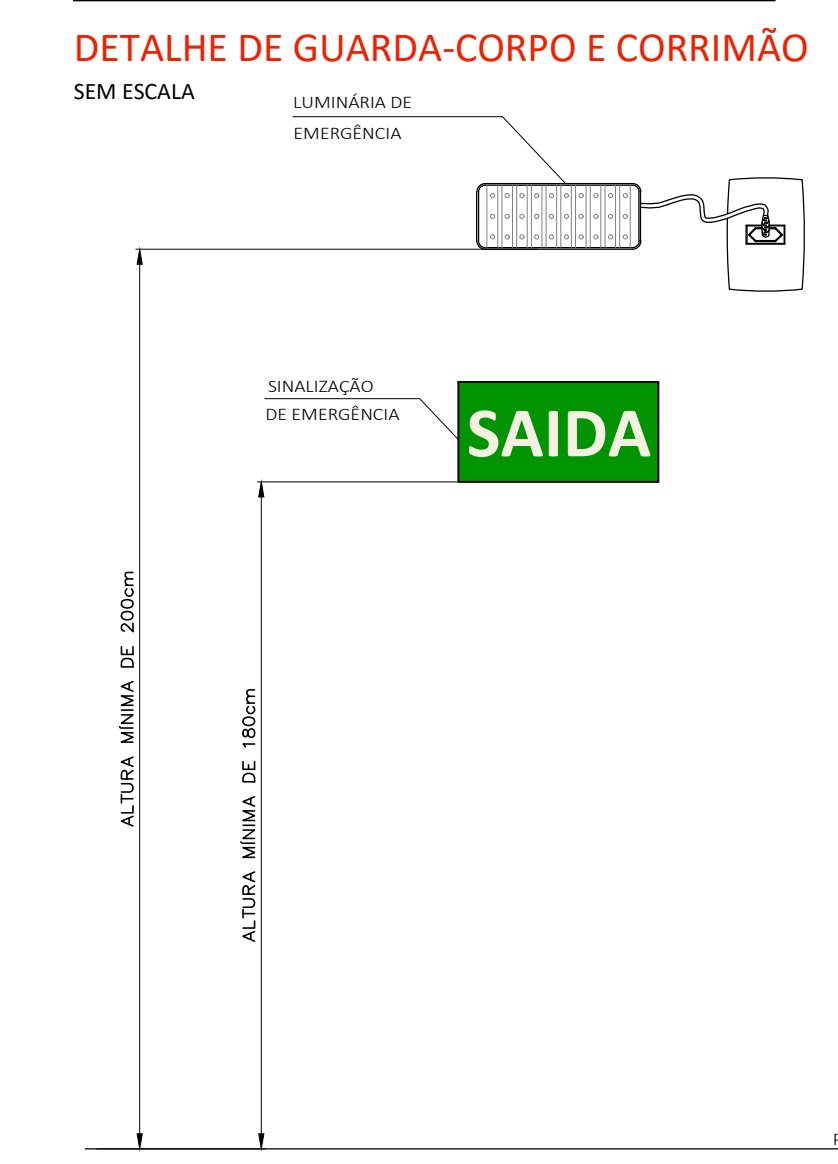 DETALHE DE GUARDA-CORPO E CORRIMÃO
SEM ESCALA
LUMINÁRIA DE
EMERGÊNCIA
SINALIZAÇÃO
DE EMERGÊNCIA
SAIDA
ALTURA MÍNIMA DE 200cm
ALTURA MÍNIMA DE 180cm